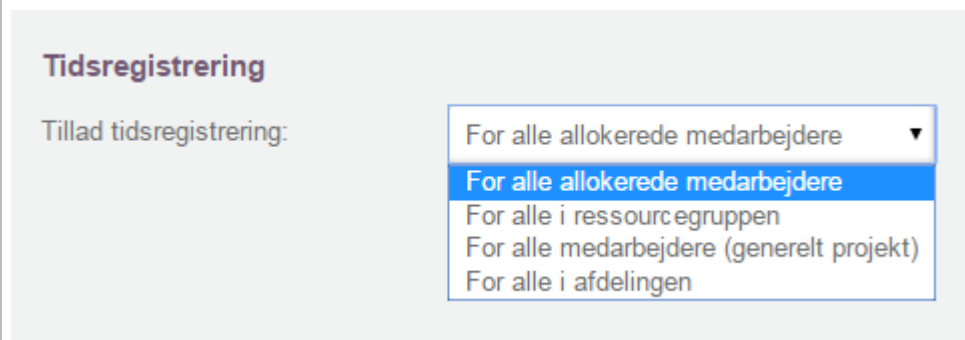 Tidsregistrering
Tillad tidsregistrering:
For alle allokerede medarbejdere
For alle allokerede medarbejdere
For alle i ressourcegruppen
For alle medarbejdere (generelt projekt)
For alle i afdelingen